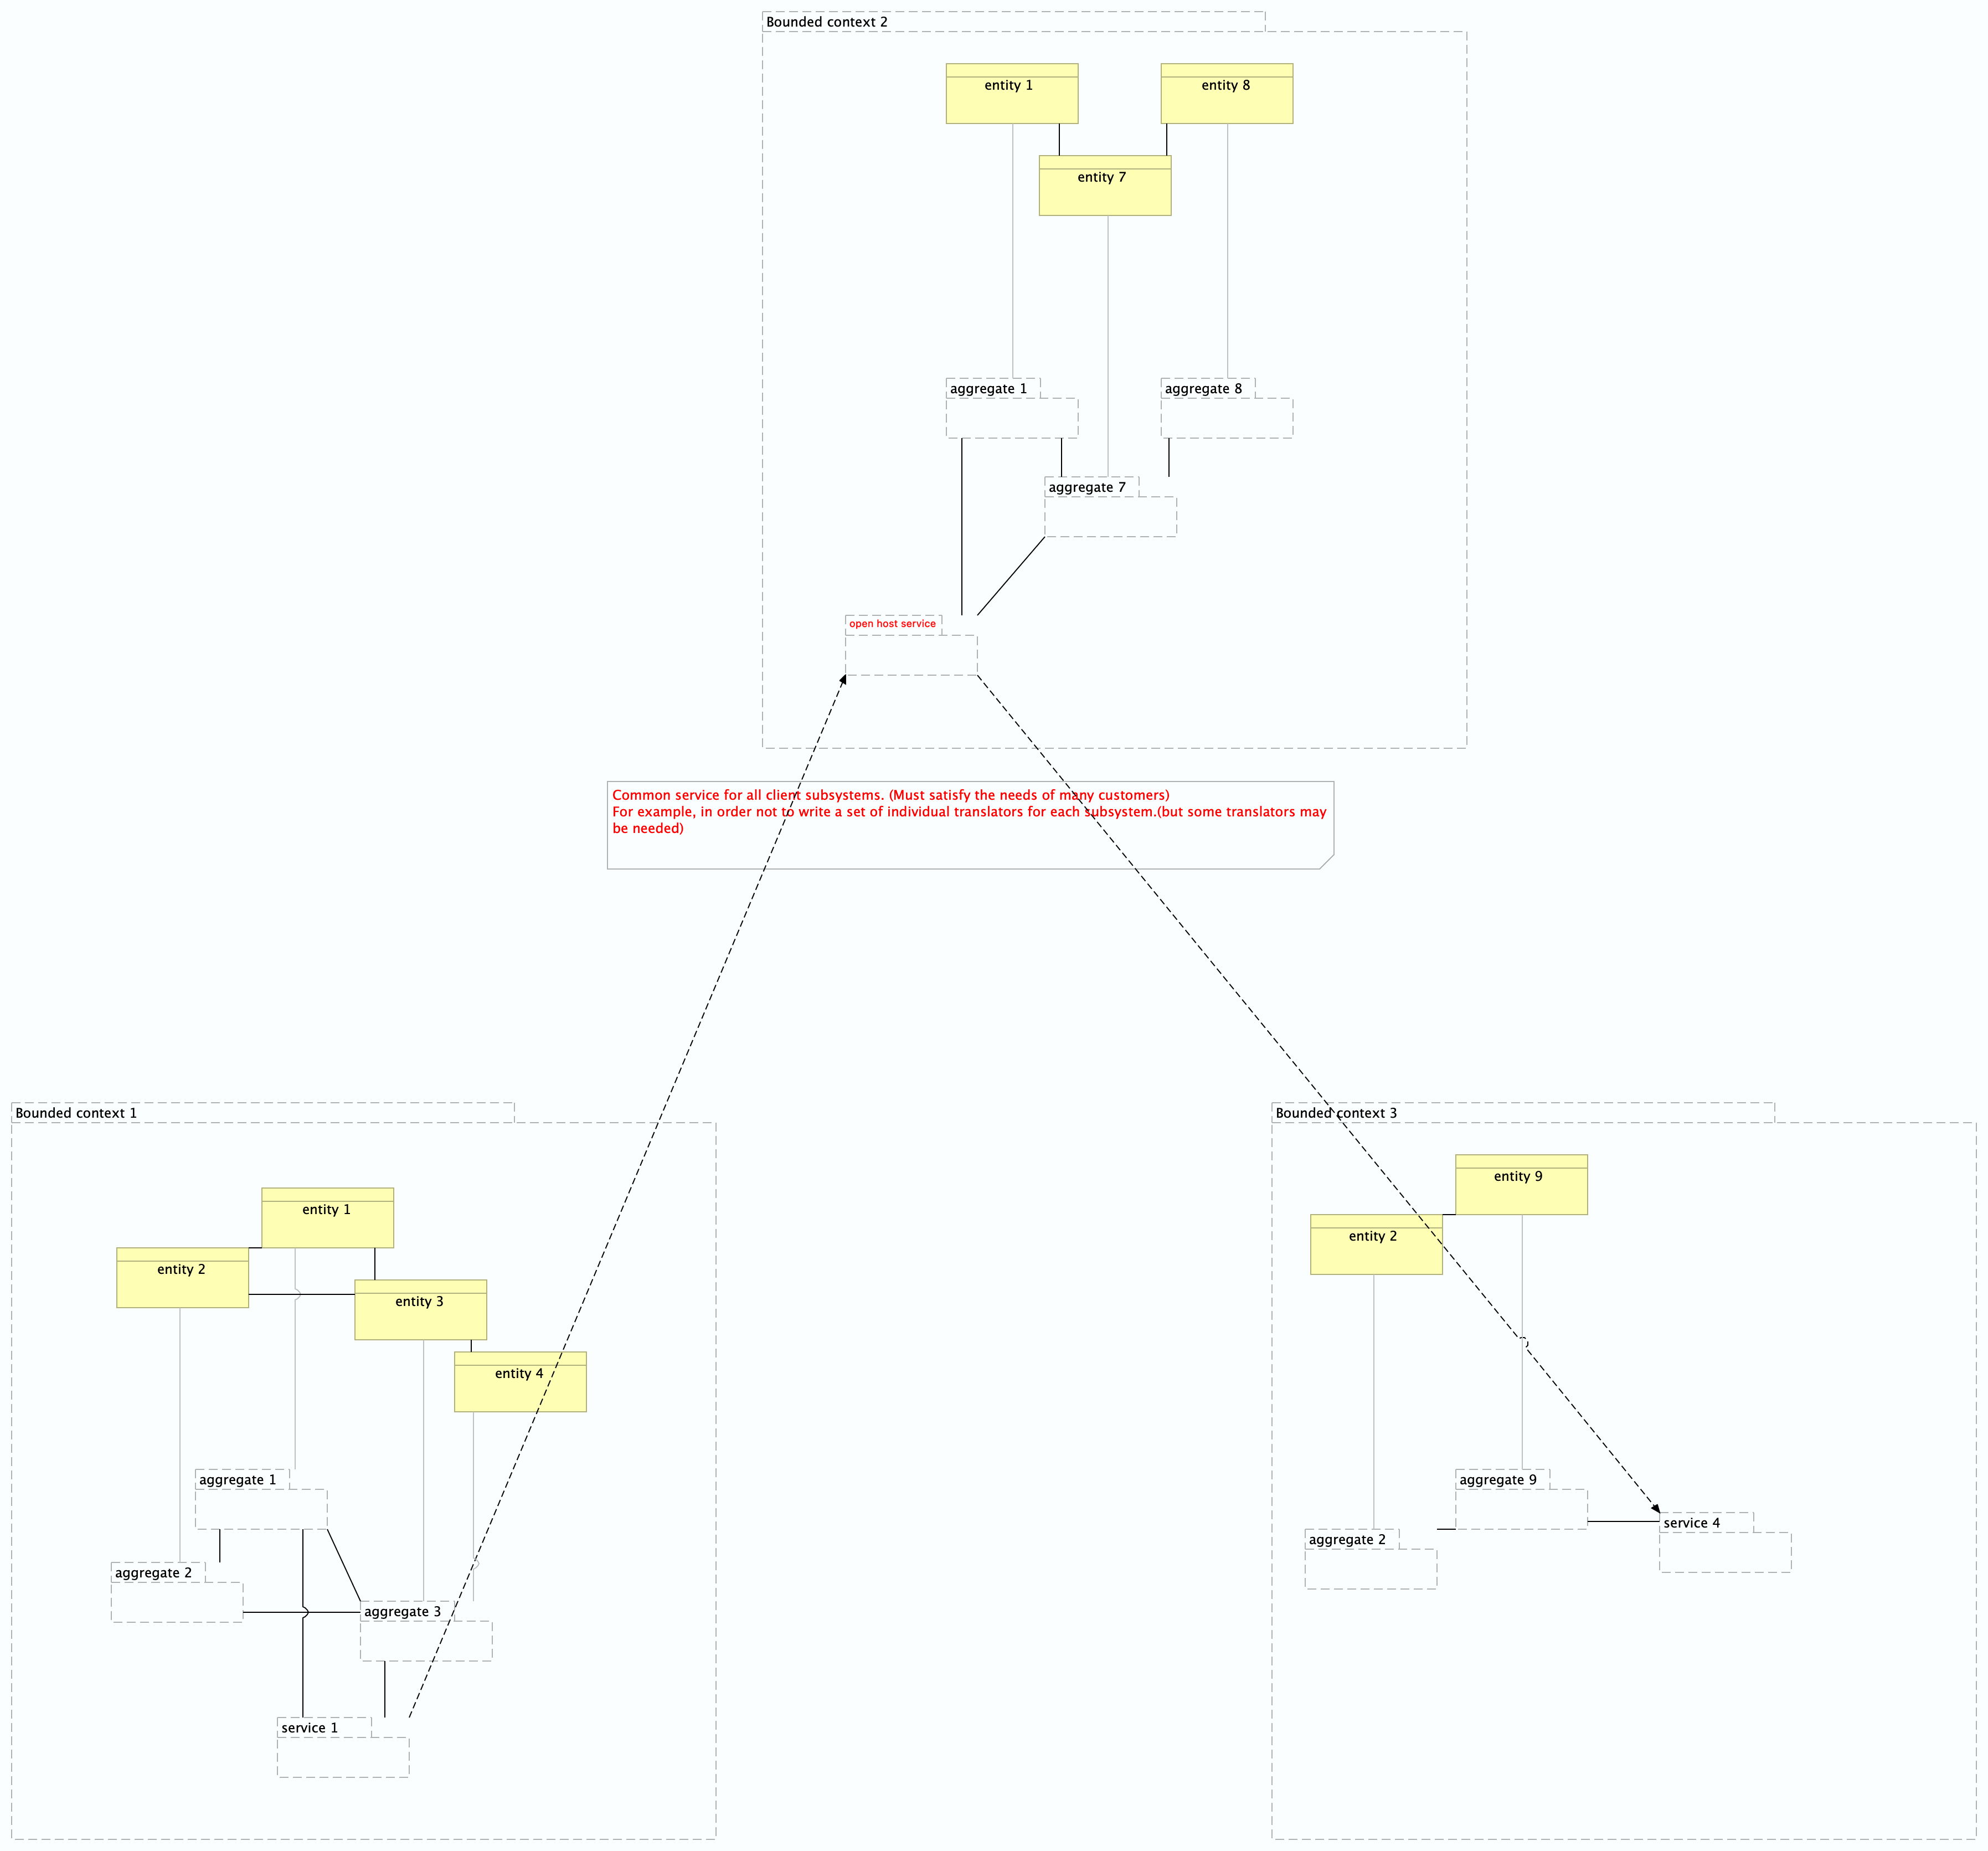 Bounded context 2
entity 1
entity 8
entity 7
aggregate 1
aggregate 8
aggregate 7
open host service
Common service for all client subsystems. (Must satisfy the needs of many customers)
For example, in order not to write a set of individual translators for each subsystem.(but some translators may
be needed)
Bounded context 1
entity 1
entity 2
entity 3
entity 4
aggregate 1
aggregate 2
aggregate 3
service 1
Bounded context 3
entity 9
entity 2
aggregate 9
service 4
aggregate 2